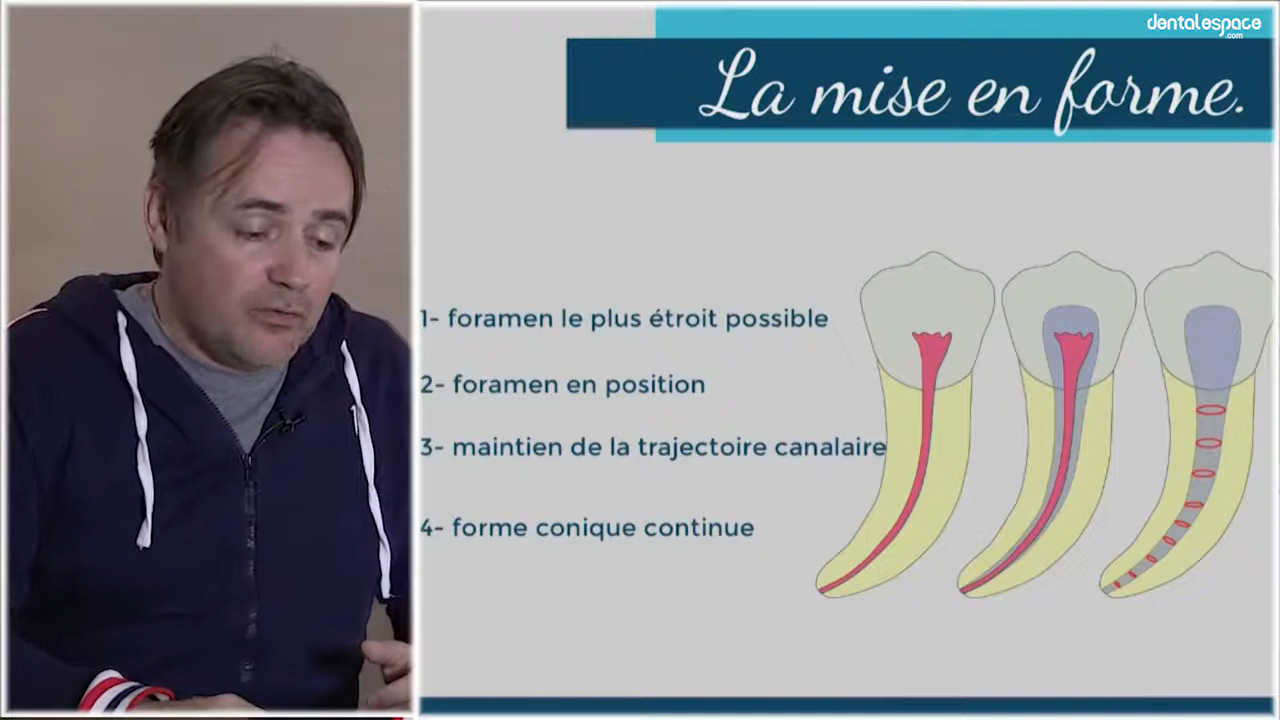 dentalespace
.com
La mise en forme.
1- foramen le plus étroit possible
2- foramen en position
3- maintien de la trajectoire canalaire
4- forme conique continue